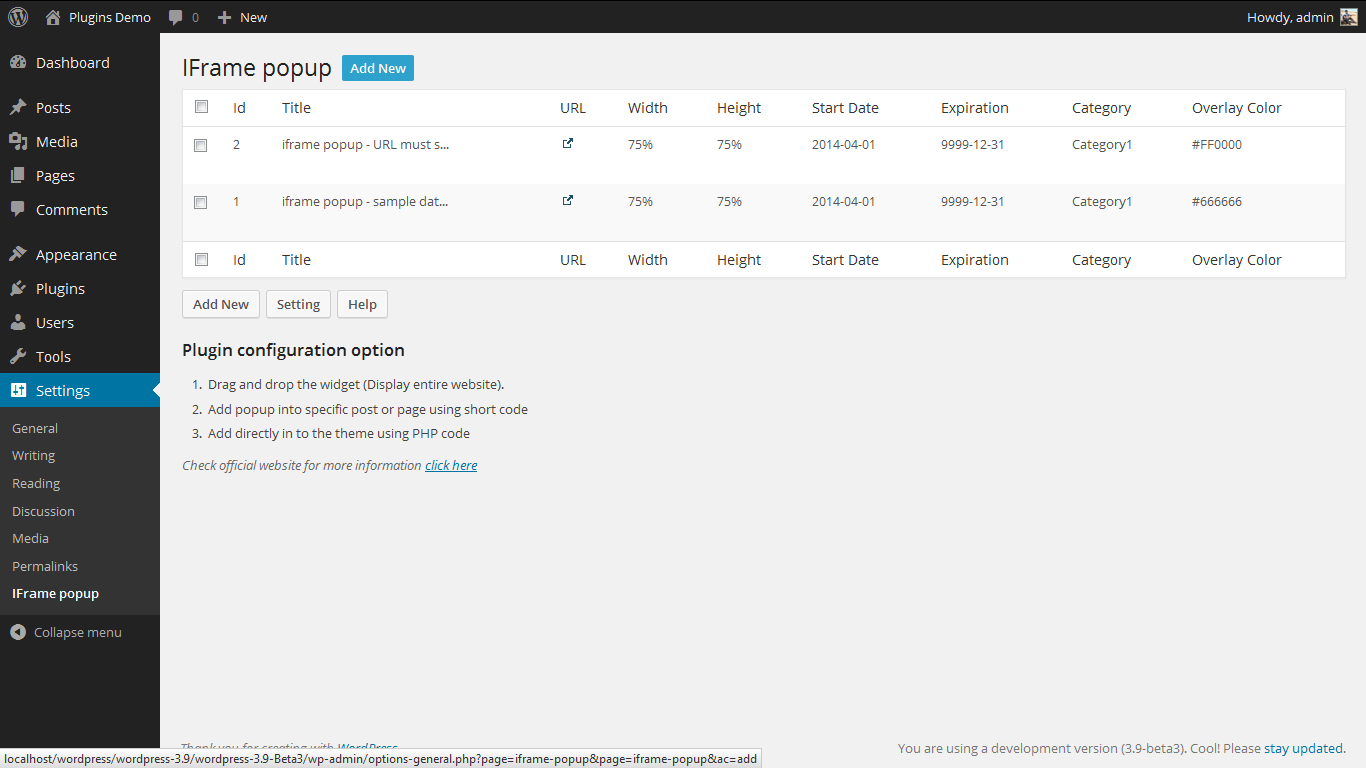 Plugins Demo 0 New Howdy, admin
Dashboard
Posts
Media
Pages
Comments
Appearance
Plugins
Users
Tools
Settings
General
Writing
Reading
Discussion
Media
Permalinks
IFrame popup
Collapse menu
IFrame popup Add New
Id Title URL Width Height Start Date Expiration Category Overlay Color
2 iframe popup - URL must s... 75% 75% 2014-04-01 9999-12-31 Category1 #FF0000
1 iframe popup - sample dat... 75% 75% 2014-04-01 9999-12-31 Category1 #666666
Id Title URL Width Height Start Date Expiration Category Overlay Color
Add New Setting Help
Plugin configuration option
1. Drag and drop the widget (Display entire website).
2. Add popup into specific post or page using short code
3. Add directly in to the theme using PHP code
Check official website for more information click here
Thank you for creating with WordPress. You are using a development version (3.9-beta3). Cool! Please stay updated.
localhost/wordpress/wordpress-3.9/wordpress-3.9-Beta3/wp-admin/options-general.php?page=iframe-popup&page=iframe-popup&ac=add